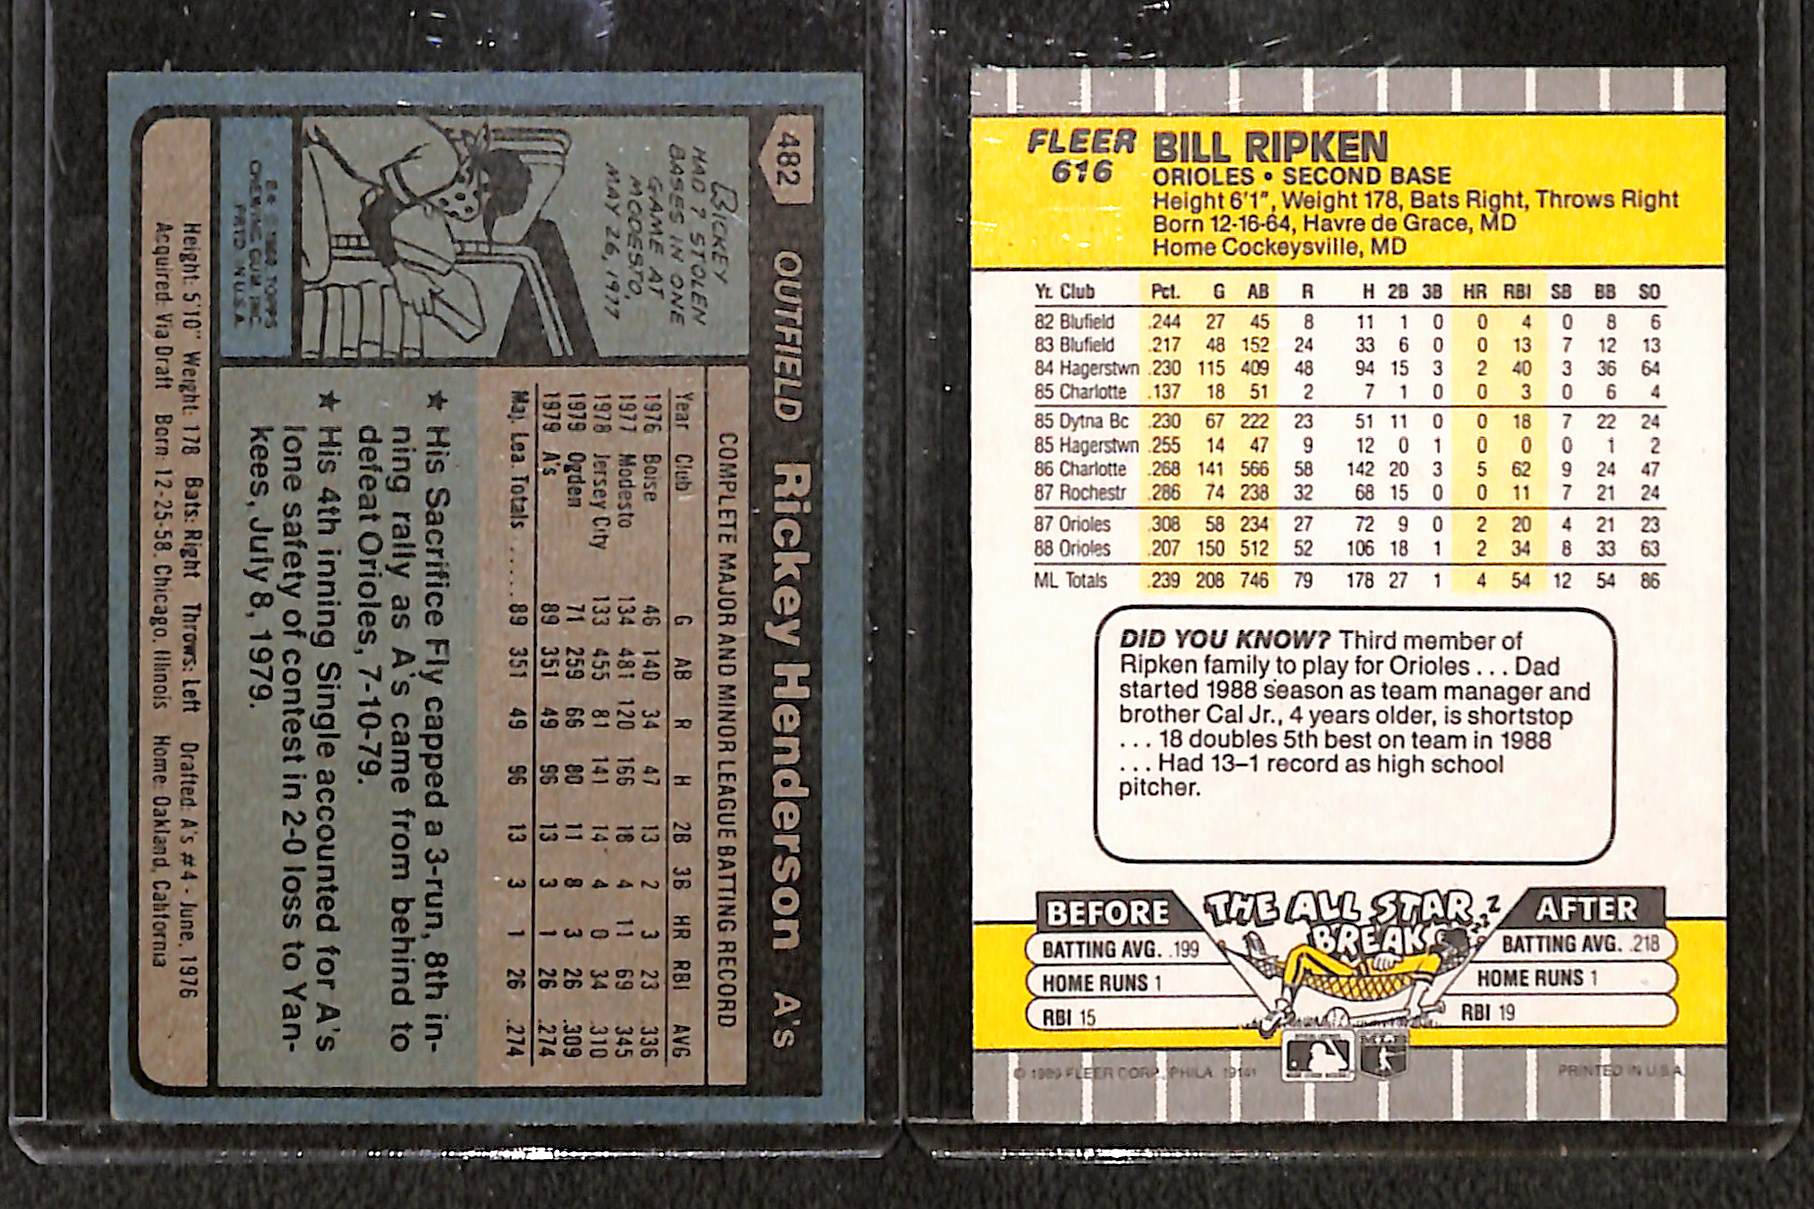 482 OUTFIELD Rickey Henderson A's
RICKEY
HAD 7 STOLEN
BASES IN ONE
GAME AT
MODESTO,
MAY 26, 1977
COMPLETE MAJOR AND MINOR LEAGUE BATTING RECORD
Year Club G AB R H 2B 3B HR RBI AVG
1976 Boise 46 140 34 47 13 2 3 23 .336
1977 Modesto 134 481 120 166 18 4 11 69 .345
1978 Jersey City 133 455 81 141 14 4 0 34 .310
1979 Ogden 71 259 66 80 11 8 3 26 .309
1979 A's 89 351 49 96 13 3 1 26 .274
Maj. Lea. Totals ..... 89 351 49 96 13 3 1 26 .274
★ His Sacrifice Fly capped a 3-run, 8th in-
ning rally as A's came from behind to
defeat Orioles, 7-10-79.
★ His 4th inning Single accounted for A's
lone safety of contest in 2-0 loss to Yan-
kees, July 8, 1979.
© 1980 TOPPS
CHEWING GUM, INC.
PRTD. IN U.S.A.
Height: 5'10" Weight: 178 Bats: Right Throws: Left Drafted: A's #4 - June, 1976
Acquired: Via Draft Born: 12-25-58, Chicago, Illinois Home: Oakland, California
FLEER
616
BILL RIPKEN
ORIOLES • SECOND BASE
Height 6'1", Weight 178, Bats Right, Throws Right
Born 12-16-64, Havre de Grace, MD
Home Cockeysville, MD
Yr. Club Pct. G AB R H 2B 3B HR RBI SB BB SO
82 Blufield .244 27 45 8 11 1 0 0 4 0 8 6
83 Blufield .217 48 152 24 33 6 0 0 13 7 12 13
84 Hagerstwn .230 115 409 48 94 15 3 2 40 3 36 64
85 Charlotte .137 18 51 2 7 1 0 0 3 0 6 4
85 Dytna Bc .230 67 222 23 51 11 0 0 18 7 22 24
85 Hagerstwn .255 14 47 9 12 0 1 0 0 0 1 2
86 Charlotte .268 141 566 58 142 20 3 5 62 9 24 47
87 Rochestr .286 74 238 32 68 15 0 0 11 7 21 24
87 Orioles .308 58 234 27 72 9 0 2 20 4 21 23
88 Orioles .207 150 512 52 106 18 1 2 34 8 33 63
ML Totals .239 208 746 79 178 27 1 4 54 12 54 86
DID YOU KNOW? Third member of
Ripken family to play for Orioles . . . Dad
started 1988 season as team manager and
brother Cal Jr., 4 years older, is shortstop
. . . 18 doubles 5th best on team in 1988
. . . Had 13–1 record as high school
pitcher.
BEFORE THE ALL STAR AFTER
BREAK
ZZZZ
BATTING AVG. .199 BATTING AVG. .218
HOME RUNS 1 HOME RUNS 1
RBI 15 RBI 19
MLB
© 1989 FLEER CORP., PHILA. 19141 PRINTED IN U.S.A.